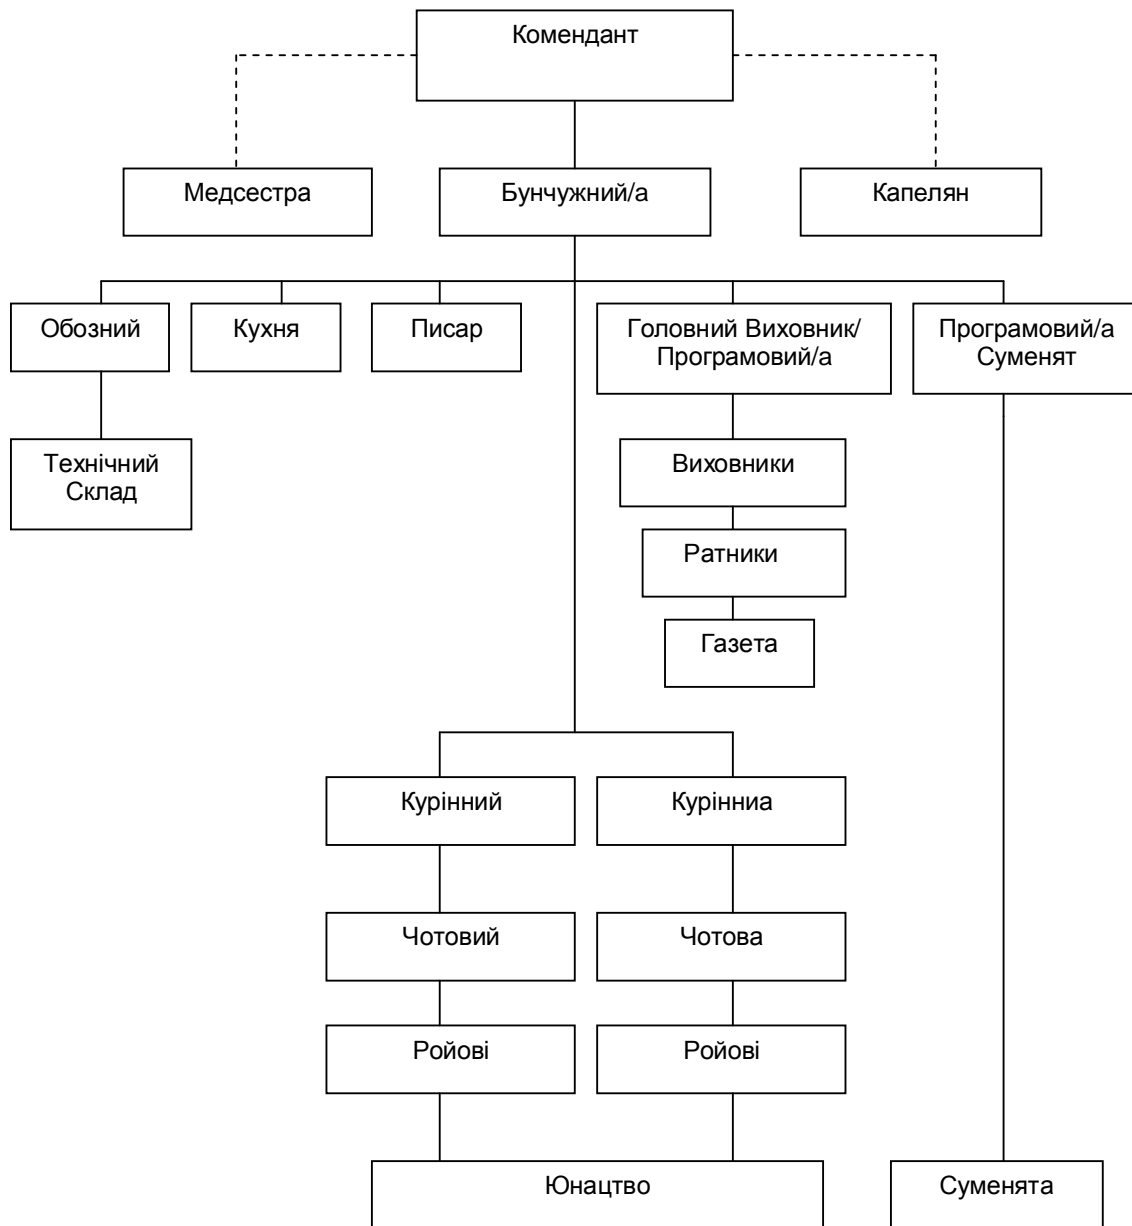 Комендант
Медсестра
Бунчужний/а
Капелян
Обозний
Кухня
Писар
Головний Виховник/
Програмовий/а
Програмовий/а
Суменят
Технічний
Склад
Виховники
Ратники
Газета
Курінний
Курінниа
Чотовий
Чотова
Ройові
Ройові
Юнацтво
Суменята